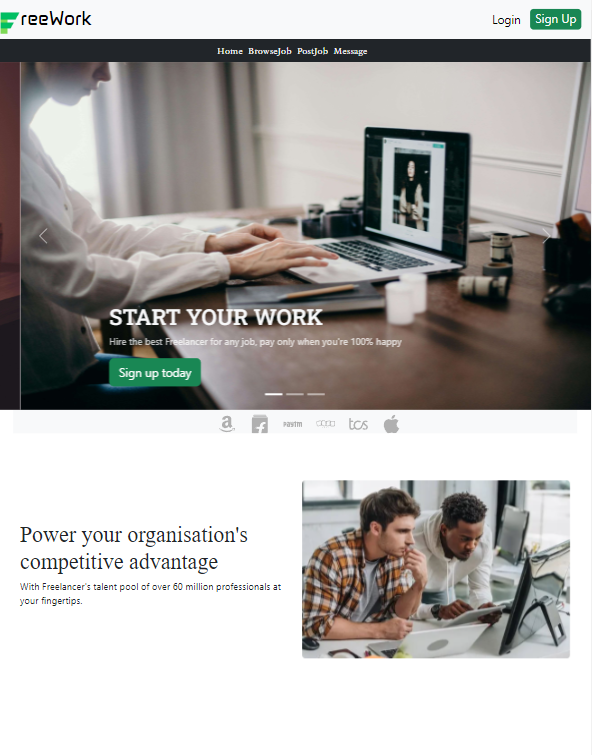 FreeWork
Login Sign Up
Home BrowseJob PostJob Message
START YOUR WORK
Hire the best Freelancer for any job, pay only when you're 100% happy
Sign up today
a Paytm oppo tcs
Power your organisation's
competitive advantage
With Freelancer's talent pool of over 60 million professionals at
your fingertips.